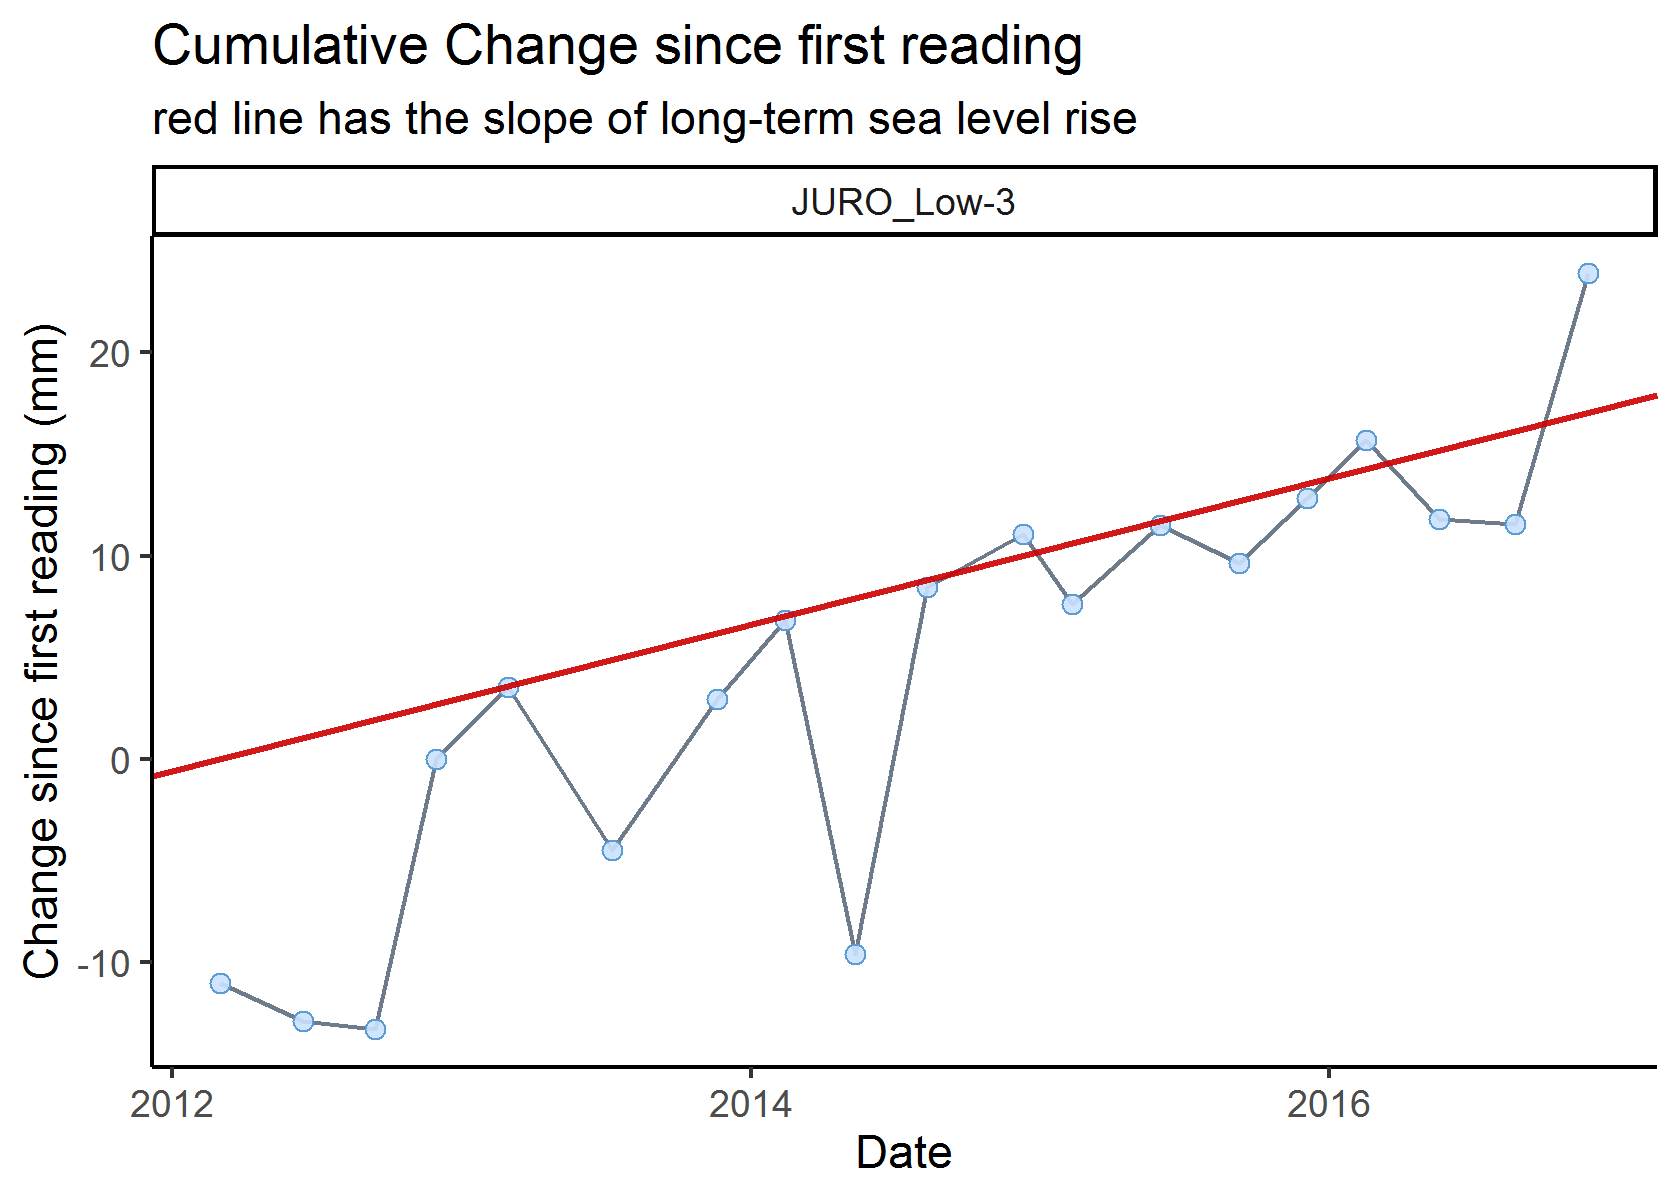 Cumulative Change since first reading
red line has the slope of long-term sea level rise
JURO_Low-3
Change since first reading (mm)
20
10
0
-10
2012 2014 2016
Date